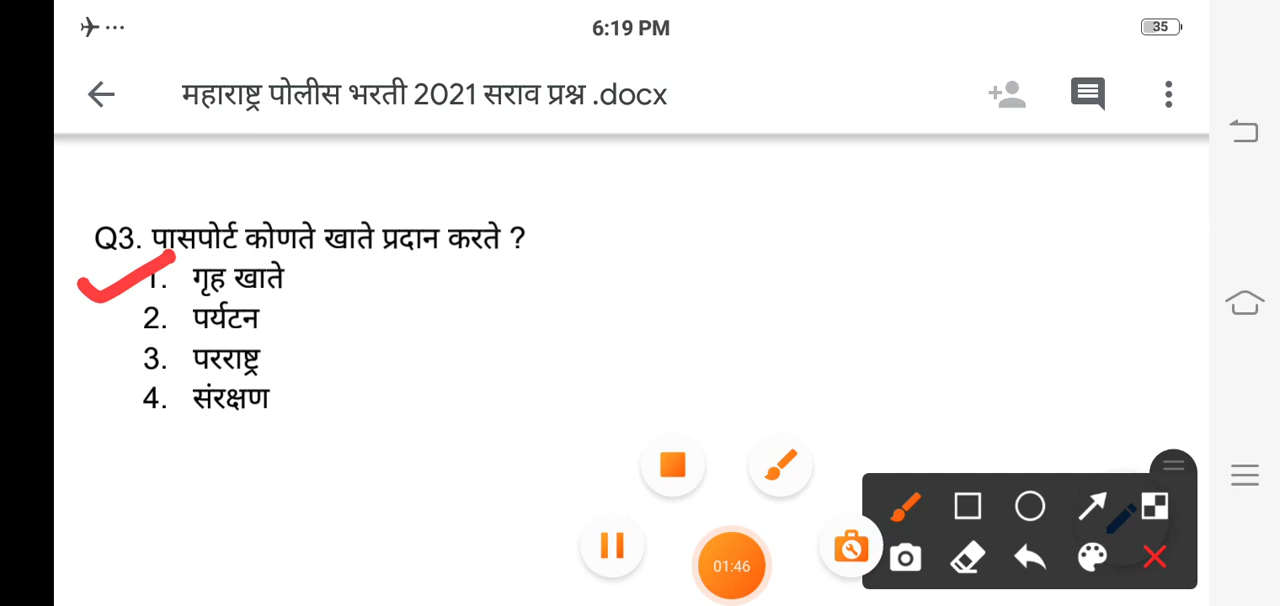 6:19 PM
35
महाराष्ट्र पोलीस भरती 2021 सराव प्रश्न .docx
Q3. पासपोर्ट कोणते खाते प्रदान करते ?
1. गृह खाते
2. पर्यटन
3. परराष्ट्र
4. संरक्षण
01:46